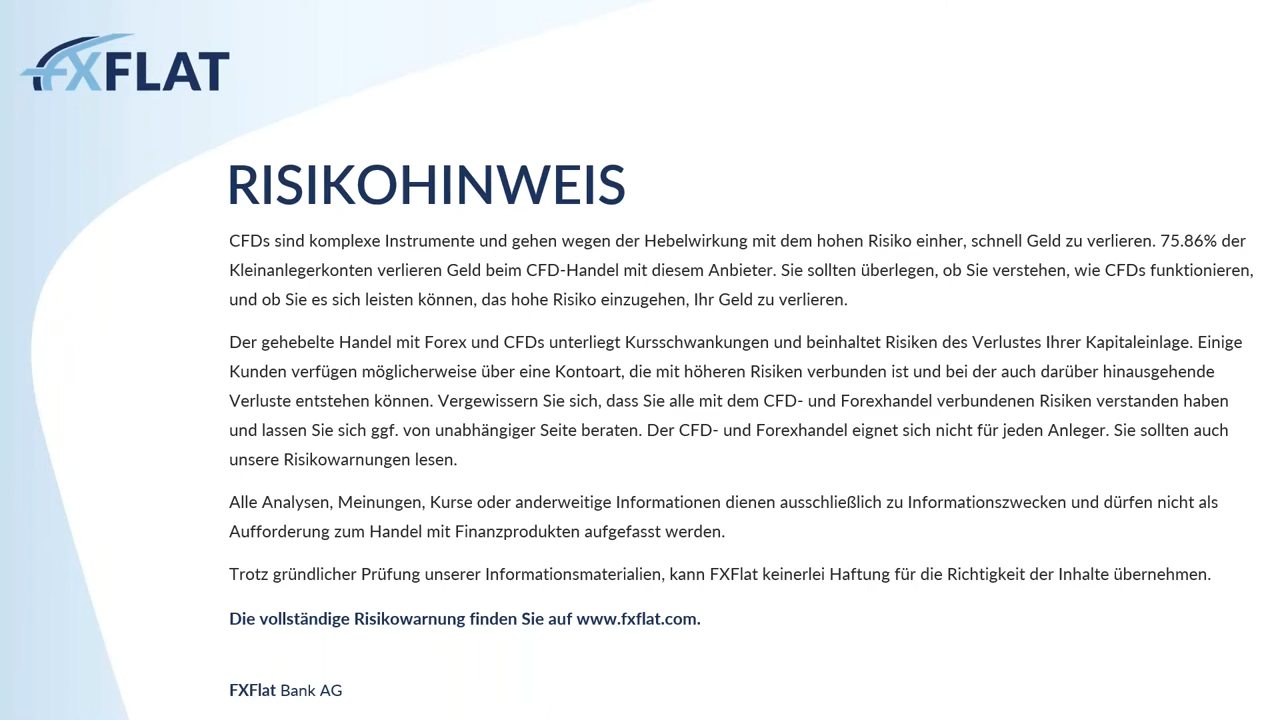 FXFLAT
RISIKOHINWEIS
CFDs sind komplexe Instrumente und gehen wegen der Hebelwirkung mit dem hohen Risiko einher, schnell Geld zu verlieren. 75.86% der
Kleinanlegerkonten verlieren Geld beim CFD-Handel mit diesem Anbieter. Sie sollten überlegen, ob Sie verstehen, wie CFDs funktionieren,
und ob Sie es sich leisten können, das hohe Risiko einzugehen, Ihr Geld zu verlieren.
Der gehebelte Handel mit Forex und CFDs unterliegt Kursschwankungen und beinhaltet Risiken des Verlustes Ihrer Kapitaleinlage. Einige
Kunden verfügen möglicherweise über eine Kontoart, die mit höheren Risiken verbunden ist und bei der auch darüber hinausgehende
Verluste entstehen können. Vergewissern Sie sich, dass Sie alle mit dem CFD- und Forexhandel verbundenen Risiken verstanden haben
und lassen Sie sich ggf. von unabhängiger Seite beraten. Der CFD- und Forexhandel eignet sich nicht für jeden Anleger. Sie sollten auch
unsere Risikowarnungen lesen.
Alle Analysen, Meinungen, Kurse oder anderweitige Informationen dienen ausschließlich zu Informationszwecken und dürfen nicht als
Aufforderung zum Handel mit Finanzprodukten aufgefasst werden.
Trotz gründlicher Prüfung unserer Informationsmaterialien, kann FXFlat keinerlei Haftung für die Richtigkeit der Inhalte übernehmen.
Die vollständige Risikowarnung finden Sie auf www.fxflat.com.
FXFlat Bank AG